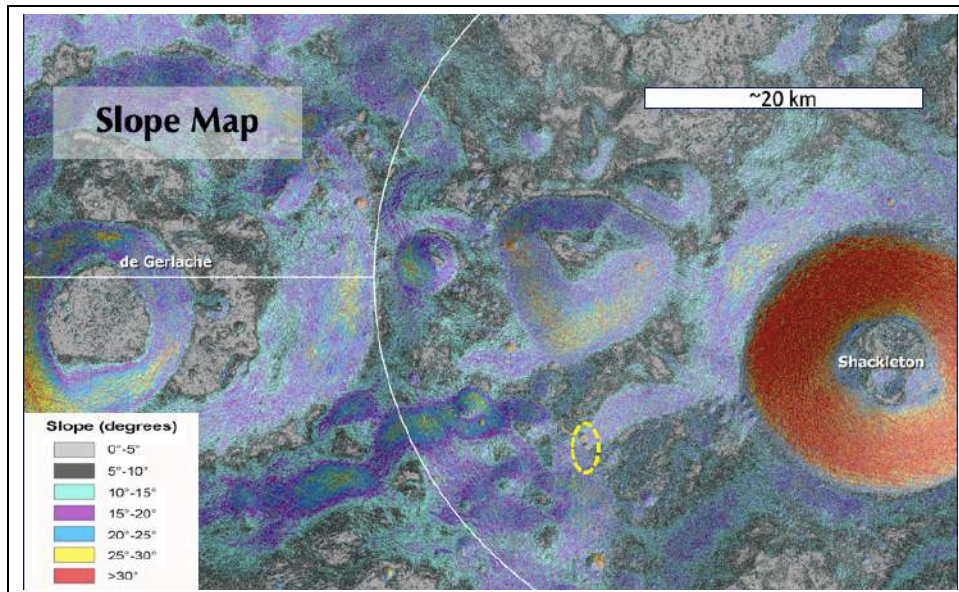 Slope Map
~20 km
de Gerlache
Shackleton
Slope (degrees)
0°-5°
5°-10°
10°-15°
15°-20°
20°-25°
25°-30°
>30°